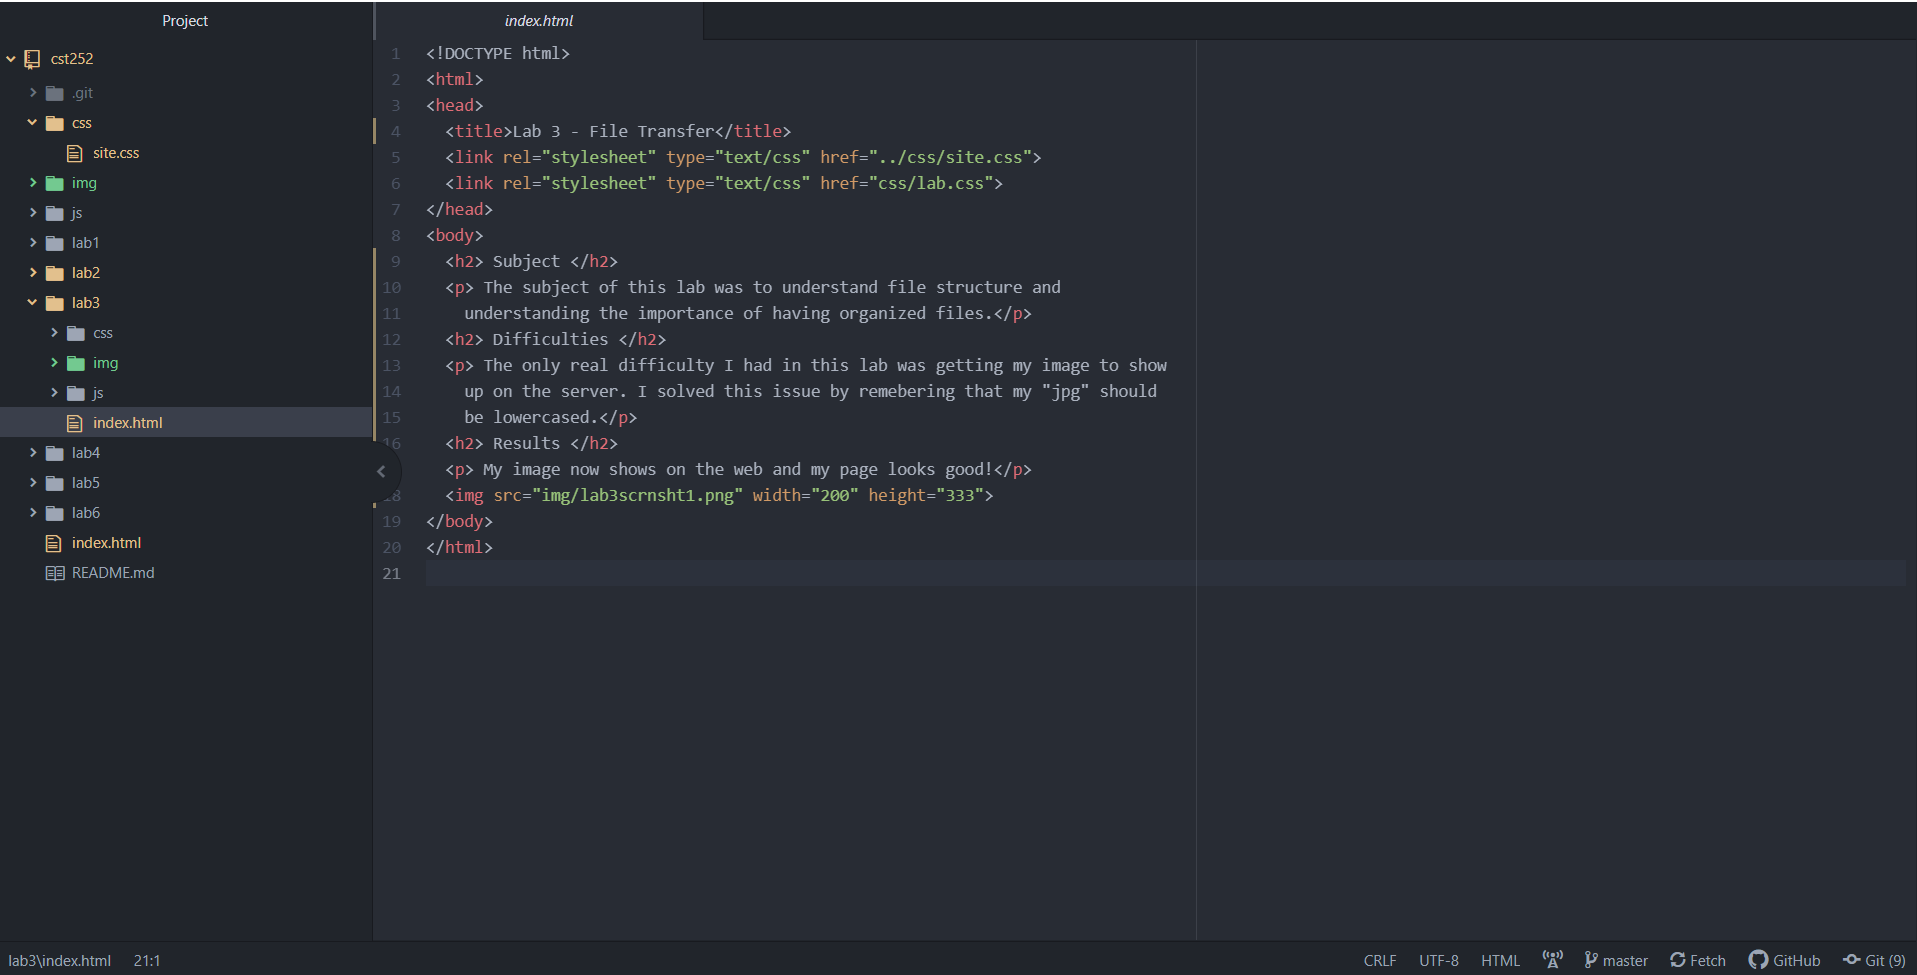 Project
cst252
.git
css
site.css
img
js
lab1
lab2
lab3
css
img
js
index.html
lab4
lab5
lab6
index.html
README.md
index.html
1 <!DOCTYPE html>
2 <html>
3 <head>
4   <title>Lab 3 - File Transfer</title>
5   <link rel="stylesheet" type="text/css" href="../css/site.css">
6   <link rel="stylesheet" type="text/css" href="css/lab.css">
7 </head>
8 <body>
9   <h2> Subject </h2>
10   <p> The subject of this lab was to understand file structure and
11     understanding the importance of having organized files.</p>
12   <h2> Difficulties </h2>
13   <p> The only real difficulty I had in this lab was getting my image to show
14     up on the server. I solved this issue by remebering that my "jpg" should
15     be lowercased.</p>
16   <h2> Results </h2>
<p> My image now shows on the web and my page looks good!</p>
18   <img src="img/lab3scrnsht1.png" width="200" height="333">
19 </body>
20 </html>
21
lab3\index.html 21:1 CRLF UTF-8 HTML master Fetch GitHub Git (9)